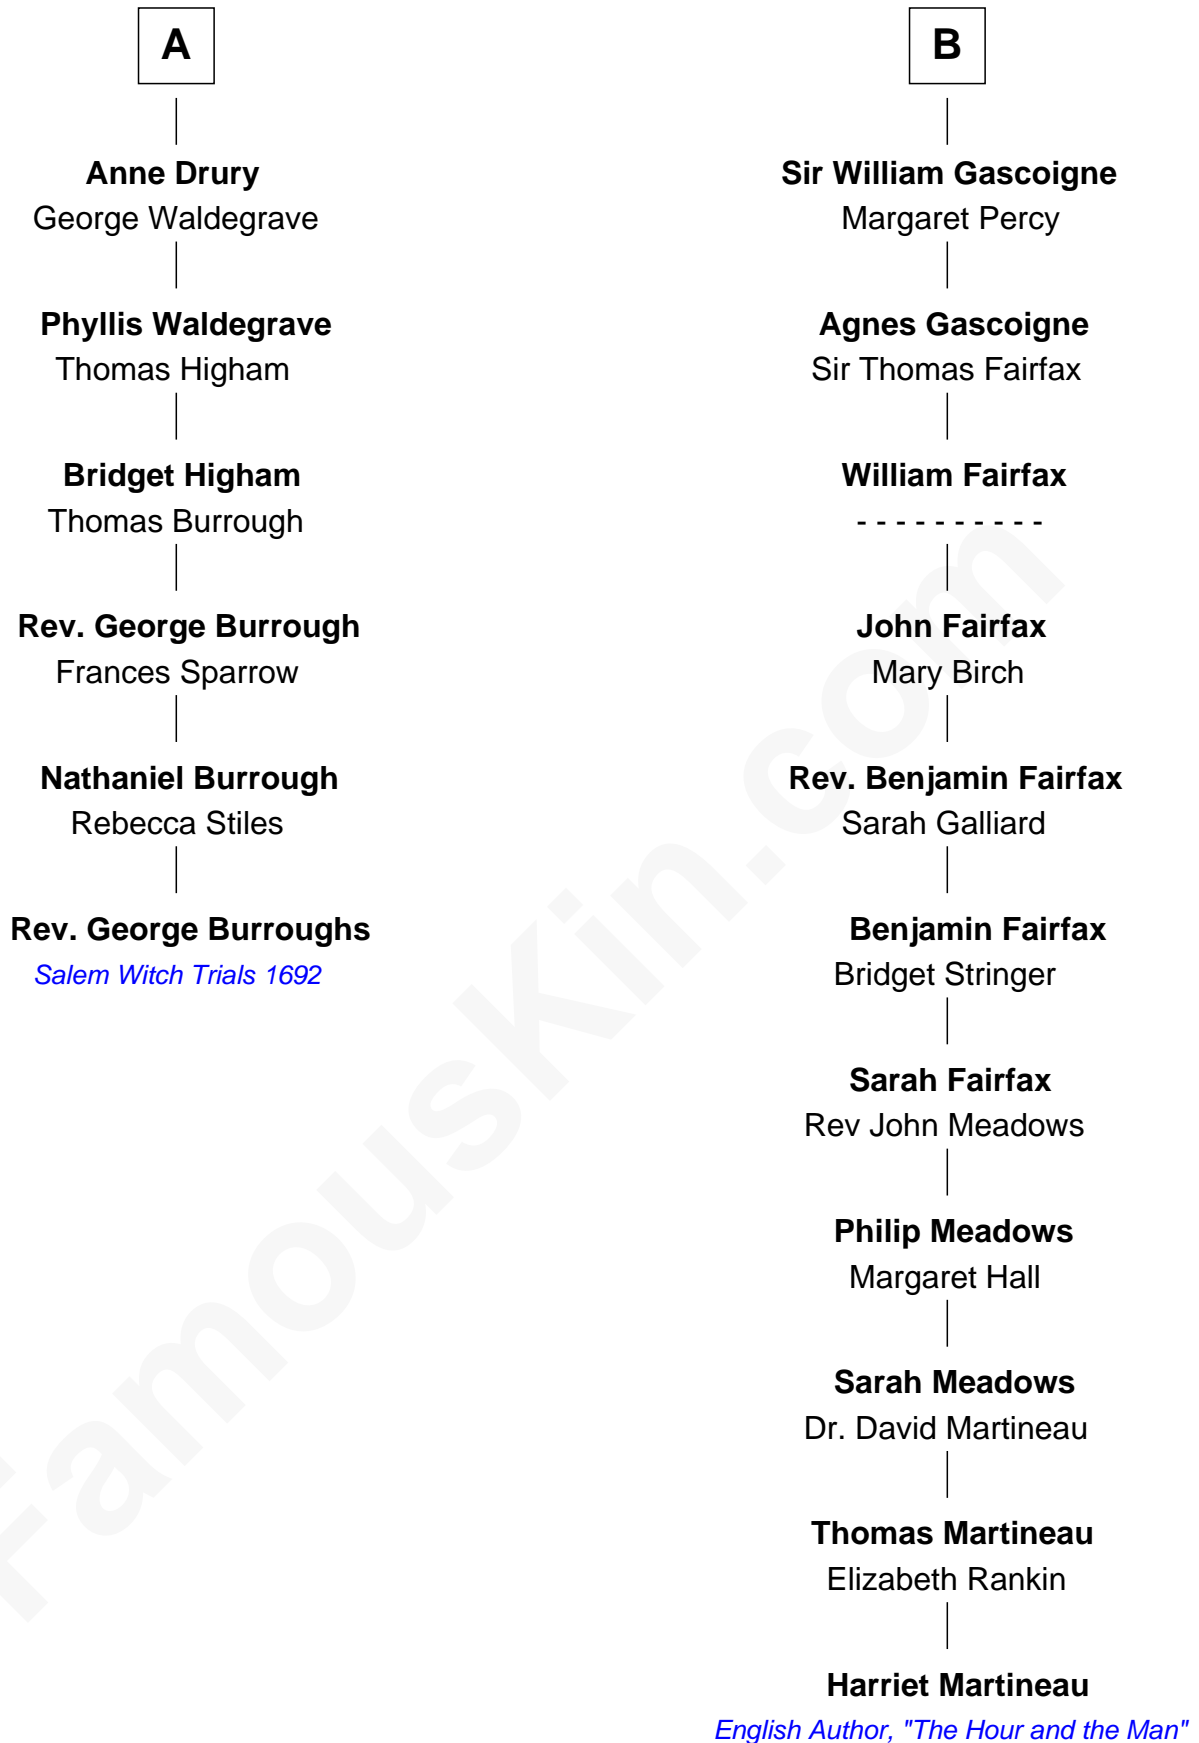 A
Anne Drury
George Waldegrave
Phyllis Waldegrave
Thomas Higham
Bridget Higham
Thomas Burrough
Rev. George Burrough
Frances Sparrow
Nathaniel Burrough
Rebecca Stiles
Rev. George Burroughs
Salem Witch Trials 1692
B
Sir William Gascoigne
Margaret Percy
Agnes Gascoigne
Sir Thomas Fairfax
William Fairfax
- - - - - - - - - -
John Fairfax
Mary Birch
Rev. Benjamin Fairfax
Sarah Galliard
Benjamin Fairfax
Bridget Stringer
Sarah Fairfax
Rev John Meadows
Philip Meadows
Margaret Hall
Sarah Meadows
Dr. David Martineau
Thomas Martineau
Elizabeth Rankin
Harriet Martineau
English Author, "The Hour and the Man"
FamousKin.com